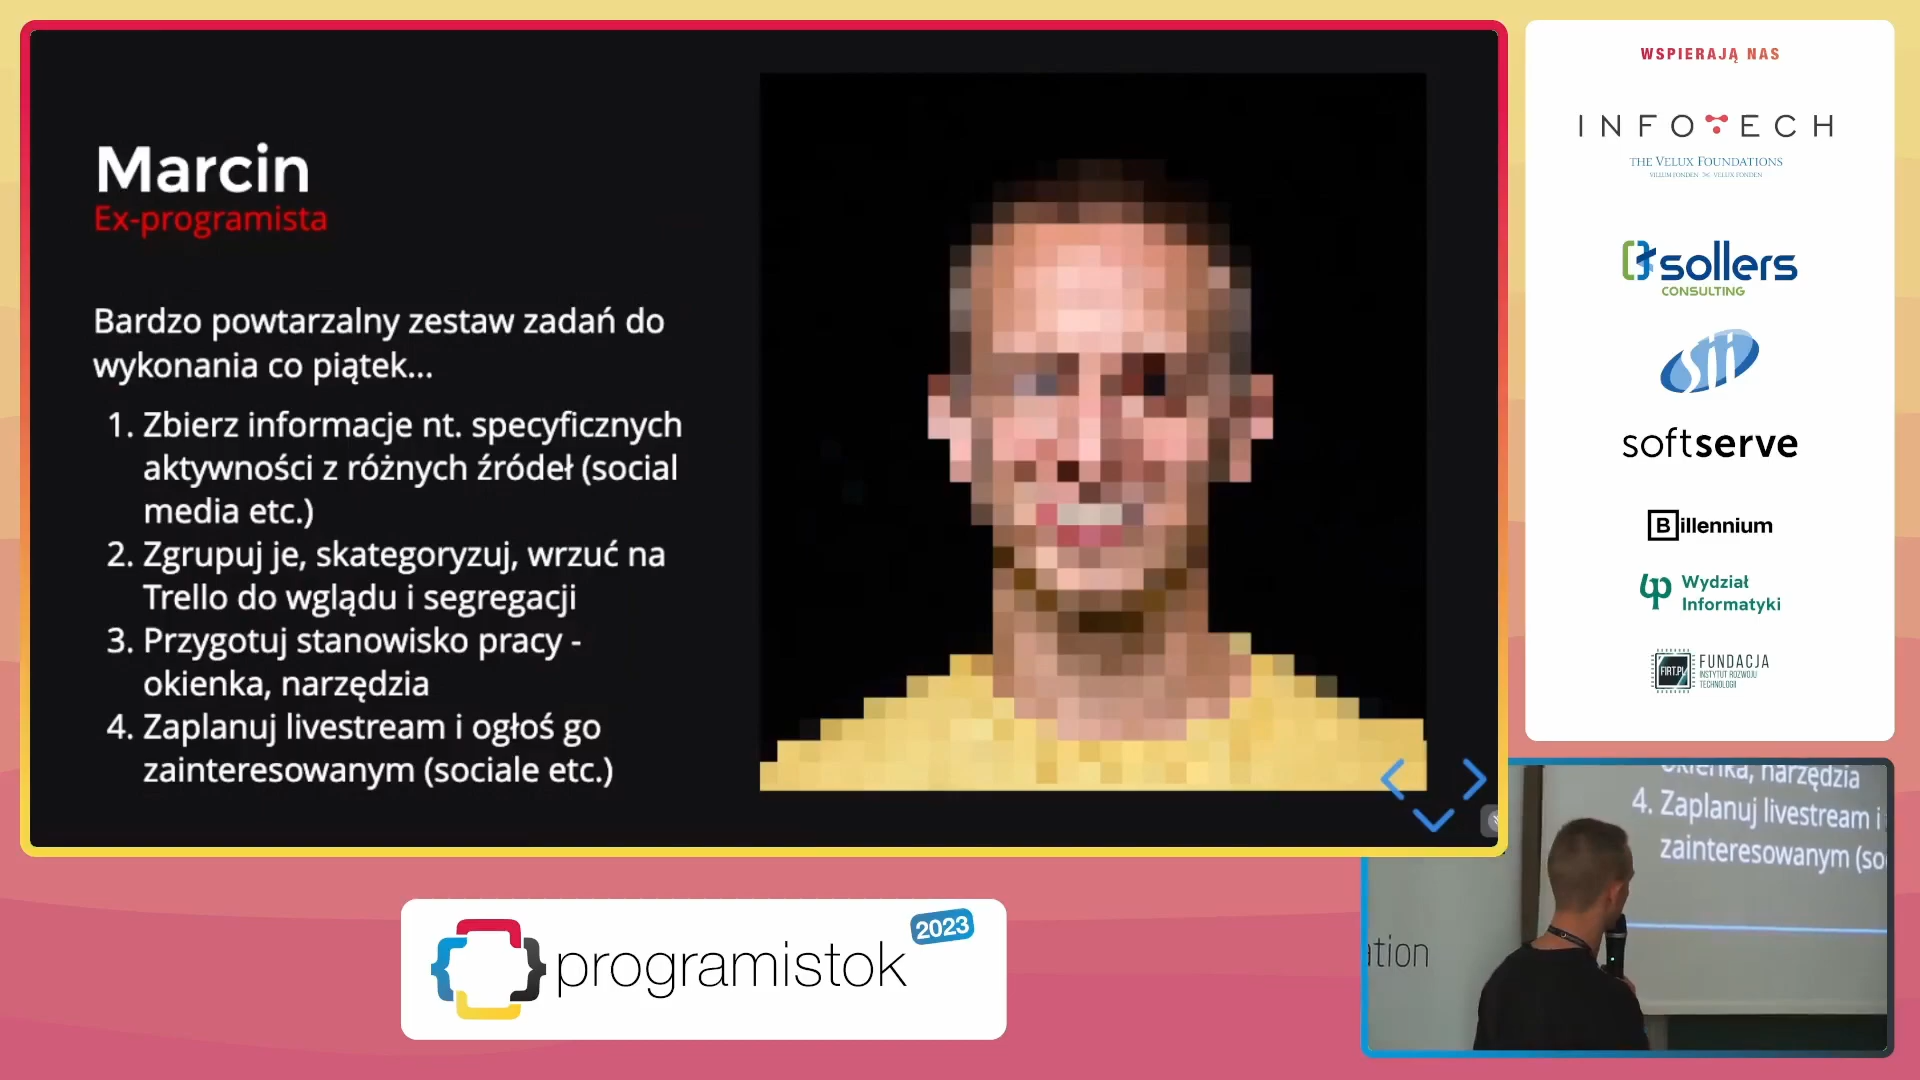 Marcin
Ex-programista
Bardzo powtarzalny zestaw zadań do
wykonania co piątek...
1. Zbierz informacje nt. specyficznych
aktywności z różnych źródeł (social
media etc.)
2. Zgrupuj je, skategoryzuj, wrzuć na
Trello do wglądu i segregacji
3. Przygotuj stanowisko pracy -
okienka, narzędzia
4. Zaplanuj livestream i ogłoś go
zainteresowanym (sociale etc.)
WSPIERAJĄ NAS
INFOTECH
THE VELUX FOUNDATIONS
VILLUM FONDEN VELUX FONDEN
sollers
CONSULTING
sii
softserve
Billennium
Wydział
Informatyki
FIRT.PL
FUNDACJA
INSTYTUT ROZWOJU
TECHNOLOGII
okienka, narzędzia
4. Zaplanuj livestream i
zainteresowanym (so
ation
programistok
2023